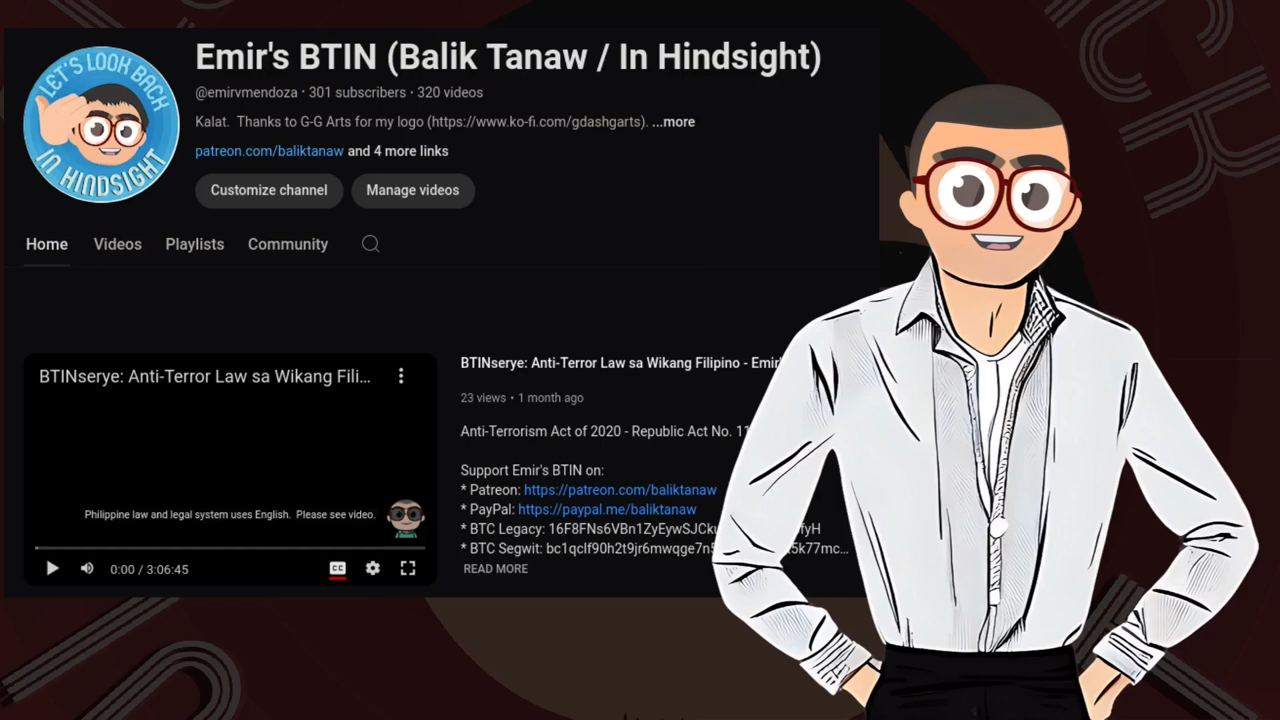 LET'S LOOK BACK
IN HINDSIGHT
Emir's BTIN (Balik Tanaw / In Hindsight)
@emirvmendoza · 301 subscribers · 320 videos
Kalat. Thanks to G-G Arts for my logo (https://www.ko-fi.com/gdashgarts). ...more
patreon.com/baliktanaw and 4 more links
Customize channel Manage videos
Home Videos Playlists Community
BTINserye: Anti-Terror Law sa Wikang Fili...
Philippine law and legal system uses English. Please see video.
0:00 / 3:06:45
CC
BTINserye: Anti-Terror Law sa Wikang Filipino - Emir'
23 views • 1 month ago
Anti-Terrorism Act of 2020 - Republic Act No. 11
Support Emir's BTIN on:
* Patreon: https://patreon.com/baliktanaw
* PayPal: https://paypal.me/baliktanaw
* BTC Legacy:
* BTC Segwit:
READ MORE